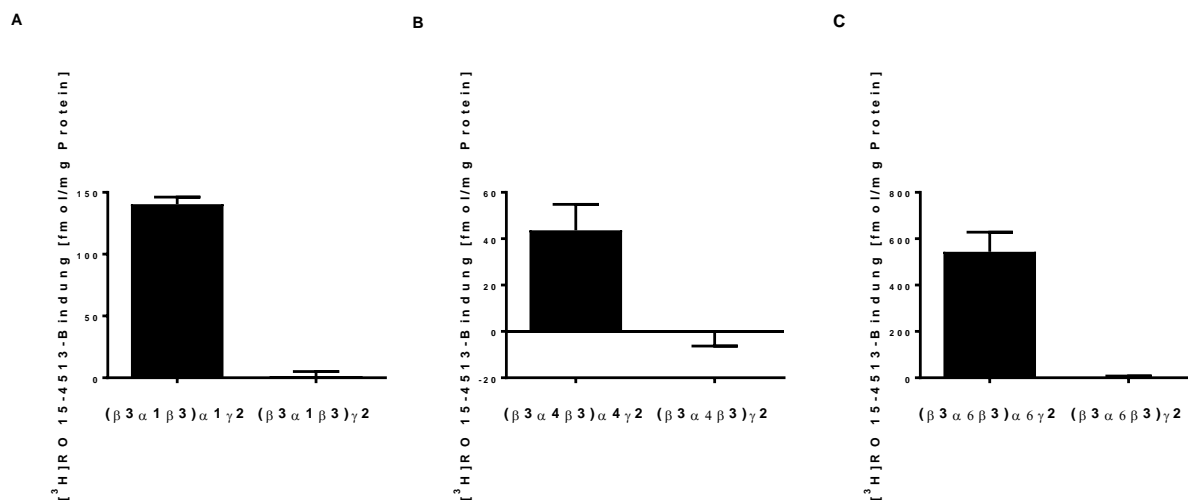 A
[³H]RO 15-4513-Bindung [fmol/mg Protein]
150
100
50
0
(β3α1β3)α1γ2 (β3α1β3)γ2
B
[³H]RO 15-4513-Bindung [fmol/mg Protein]
60
40
20
0
-20
(β3α4β3)α4γ2 (β3α4β3)γ2
C
[³H]RO 15-4513-Bindung [fmol/mg Protein]
800
600
400
200
0
(β3α6β3)α6γ2 (β3α6β3)γ2